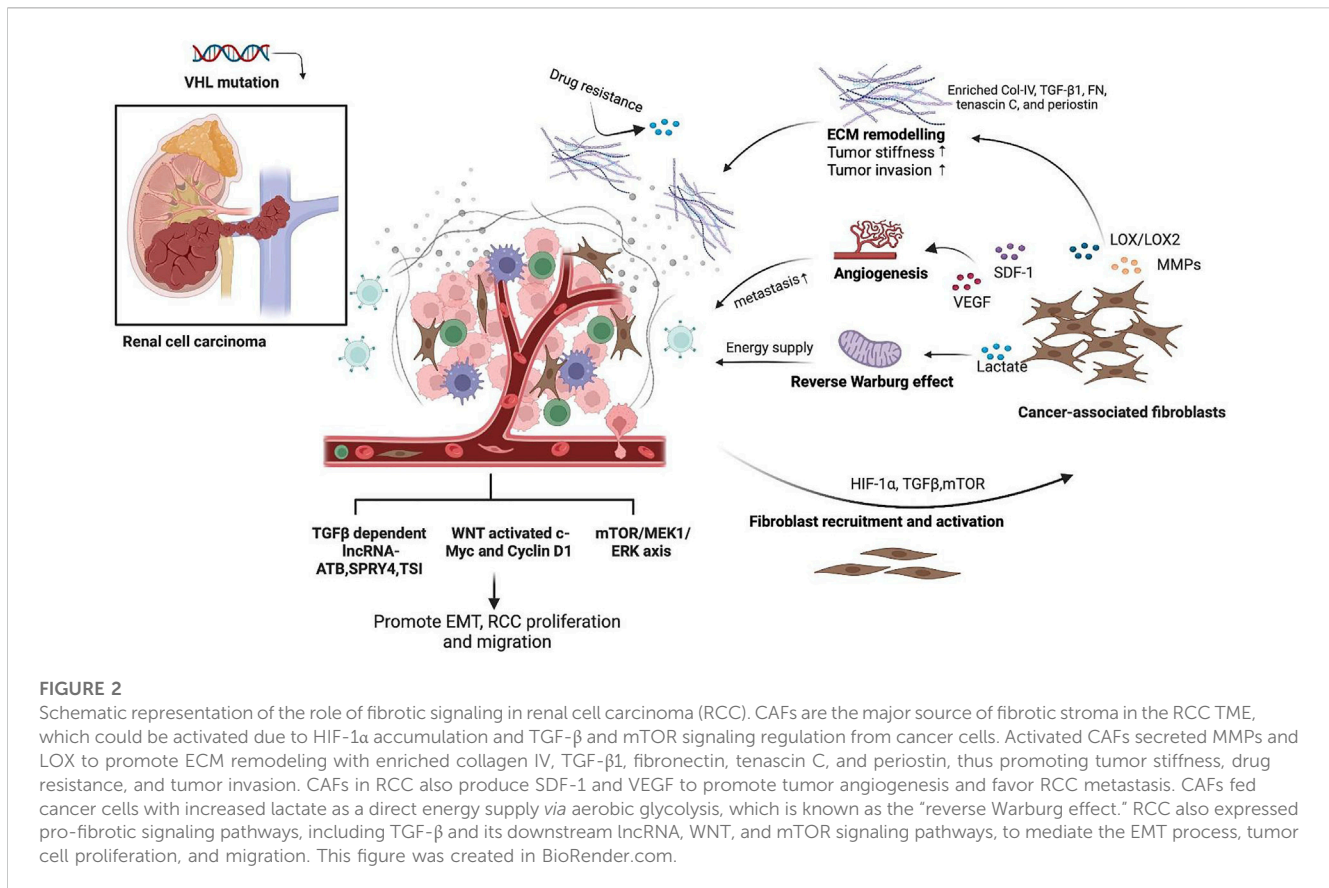 VHL mutation
Renal cell carcinoma
Drug resistance
Enriched Col-IV, TGF-β1, FN,
tenascin C, and periostin
ECM remodelling
Tumor stiffness ↑
Tumor invasion ↑
LOX/LOX2
MMPs
SDF-1
VEGF
Angiogenesis
metastasis↑
Energy supply
Reverse Warburg effect
Lactate
Cancer-associated fibroblasts
HIF-1α, TGFβ,mTOR
Fibroblast recruitment and activation
TGFβ dependent
lncRNA-
ATB,SPRY4,TSI
WNT activated c-
Myc and Cyclin D1
mTOR/MEK1/
ERK axis
Promote EMT, RCC proliferation
and migration
FIGURE 2
Schematic representation of the role of fibrotic signaling in renal cell carcinoma (RCC). CAFs are the major source of fibrotic stroma in the RCC TME,
which could be activated due to HIF-1α accumulation and TGF-β and mTOR signaling regulation from cancer cells. Activated CAFs secreted MMPs and
LOX to promote ECM remodeling with enriched collagen IV, TGF-β1, fibronectin, tenascin C, and periostin, thus promoting tumor stiffness, drug
resistance, and tumor invasion. CAFs in RCC also produce SDF-1 and VEGF to promote tumor angiogenesis and favor RCC metastasis. CAFs fed
cancer cells with increased lactate as a direct energy supply via aerobic glycolysis, which is known as the “reverse Warburg effect.” RCC also expressed
pro-fibrotic signaling pathways, including TGF-β and its downstream lncRNA, WNT, and mTOR signaling pathways, to mediate the EMT process, tumor
cell proliferation, and migration. This figure was created in BioRender.com.